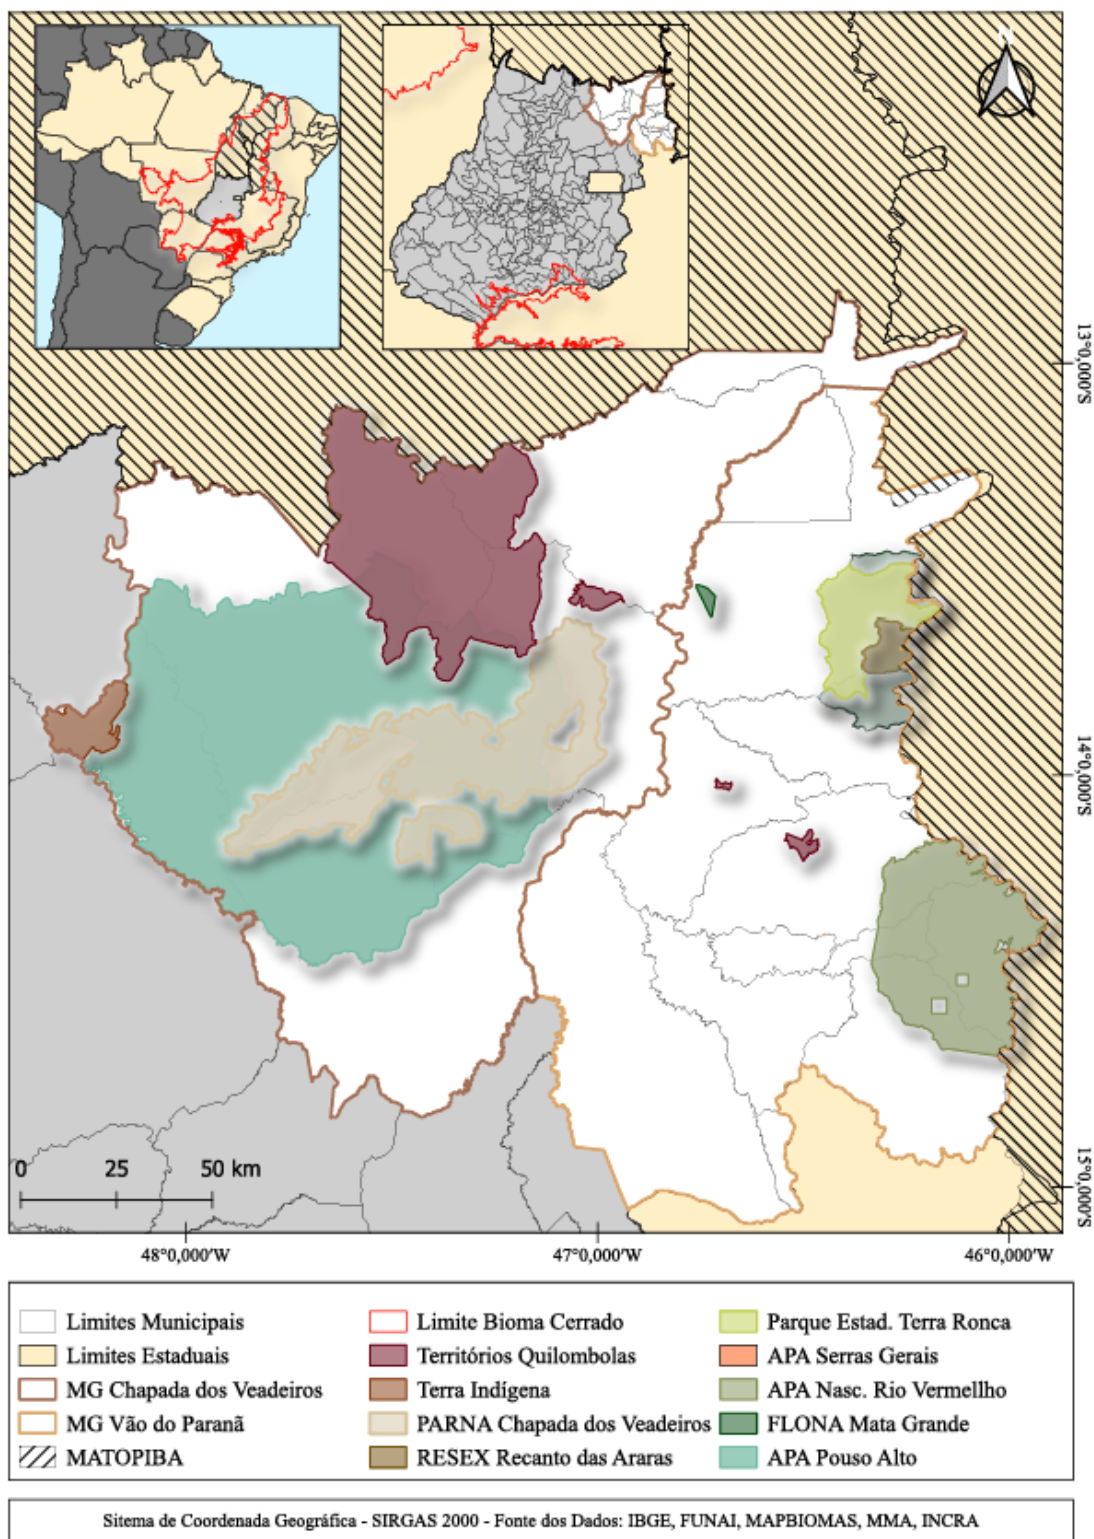 N
13°0,000'S
14°0,000'S
15°0,000'S
0 25 50 km
48°0,000'W 47°0,000'W 46°0,000'W
Limites Municipais
Limites Estaduais
MG Chapada dos Veadeiros
MG Vão do Paranã
MATOPIBA
Limite Bioma Cerrado
Territórios Quilombolas
Terra Indígena
PARNA Chapada dos Veadeiros
RESEX Recanto das Araras
Parque Estad. Terra Ronca
APA Serras Gerais
APA Nasc. Rio Vermellho
FLONA Mata Grande
APA Pouso Alto
Sitema de Coordenada Geográfica - SIRGAS 2000 - Fonte dos Dados: IBGE, FUNAI, MAPBIOMAS, MMA, INCRA